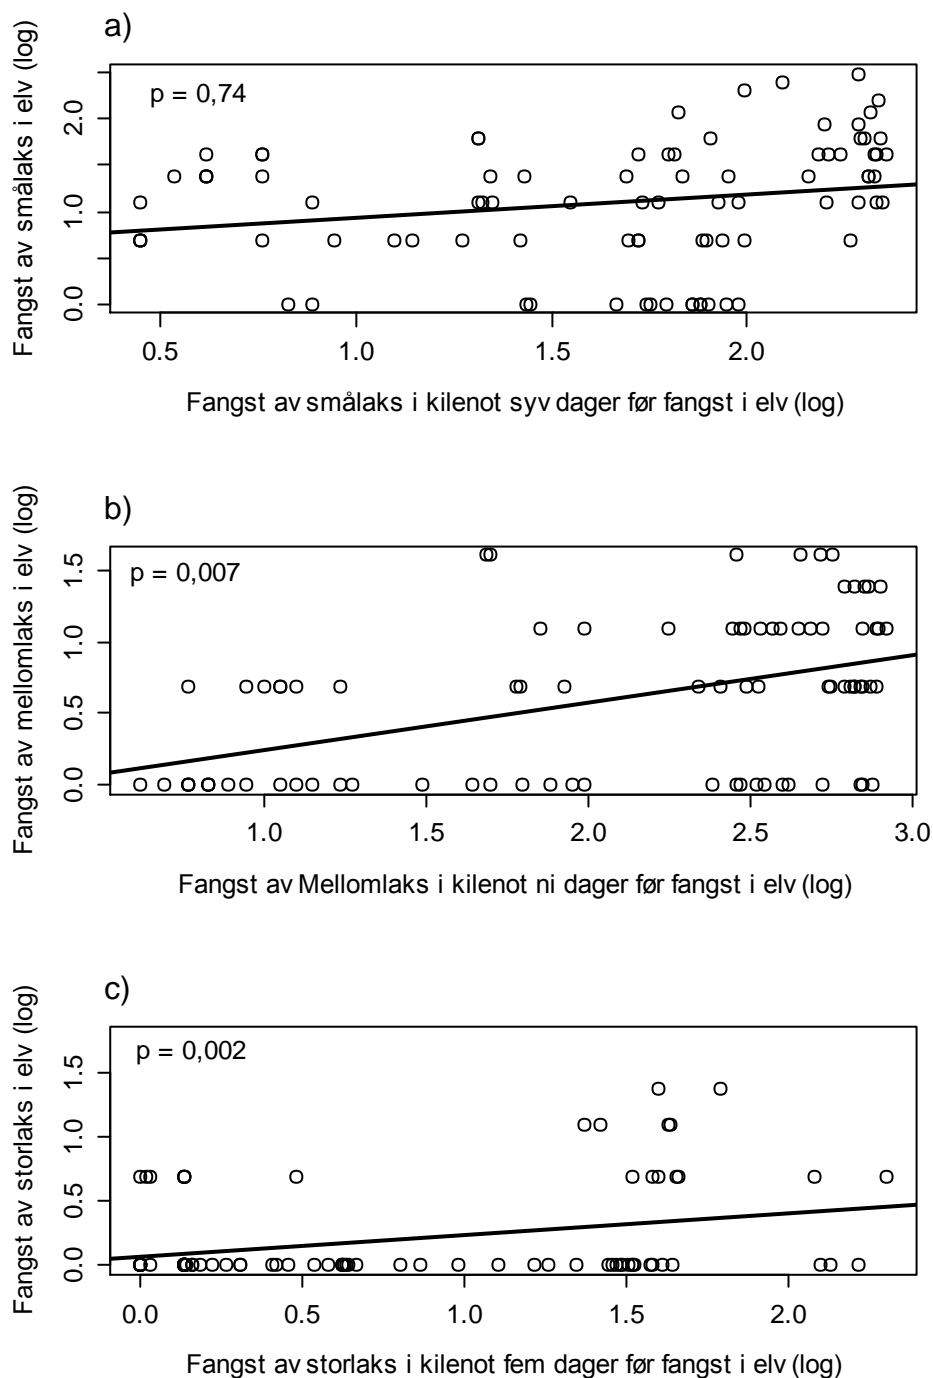 a)
Fangst av smålaks i elv (log)
p = 0,74
0.0 1.0 2.0
0.5 1.0 1.5 2.0
Fangst av smålaks i kilenot syv dager før fangst i elv (log)
b)
Fangst av mellomlaks i elv (log)
p = 0,007
0.0 0.5 1.0 1.5
1.0 1.5 2.0 2.5 3.0
Fangst av Mellomlaks i kilenot ni dager før fangst i elv (log)
c)
Fangst av storlaks i elv (log)
p = 0,002
0.0 0.5 1.0 1.5
0.0 0.5 1.0 1.5 2.0
Fangst av storlaks i kilenot fem dager før fangst i elv (log)